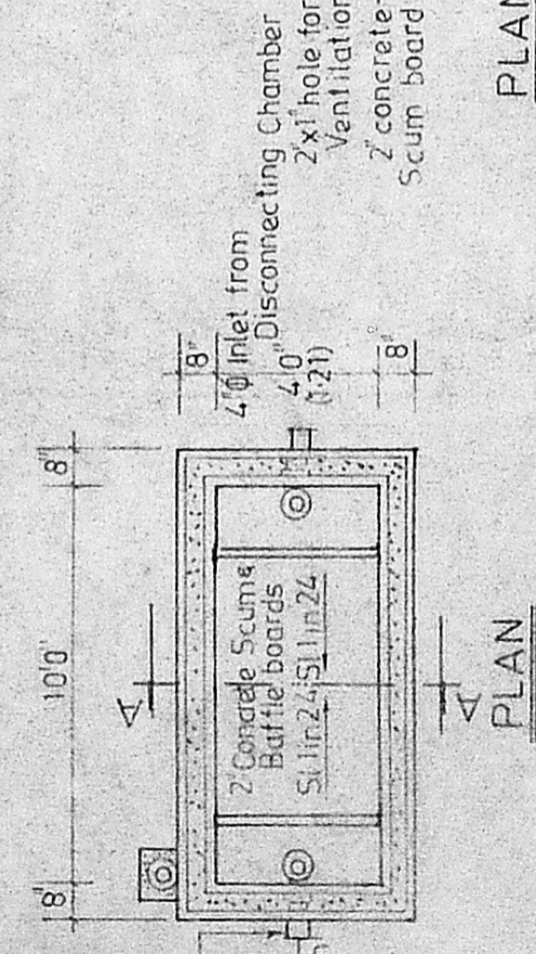 4"Ø Inlet from
Disconnecting Chamber
2"x1" hole for
Ventilation
2" concrete
Scum board
PLAN
8"
4'0"
(1.21)
8"
8"
10'0"
8"
2" Concrete Scum &
Baffle boards
Sl 1 in 24 Sl 1 in 24
A
A
PLAN